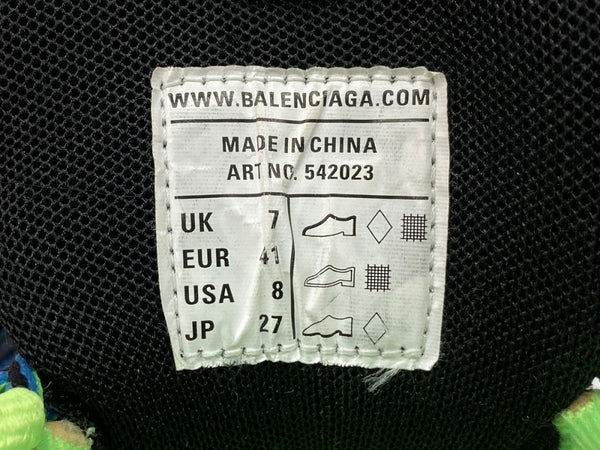 WWW.BALENCIAGA.COM
MADE IN CHINA
ART NO. 542023
UK 7
EUR 41
USA 8
JP 27